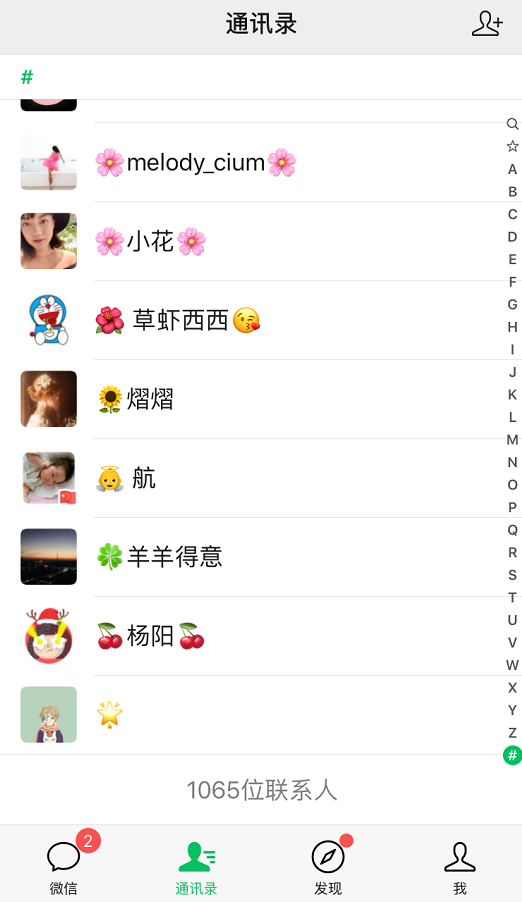 通讯录
#
🌸melody_cium🌸
🌸小花🌸
🌺 草虾西西😘
🌻熠熠
👼 航
🍀羊羊得意
🍒杨阳🍒
🌟
1065位联系人
A
B
C
D
E
F
G
H
I
J
K
L
M
N
O
P
Q
R
S
T
U
V
W
X
Y
Z
#
2
微信
通讯录
发现
我